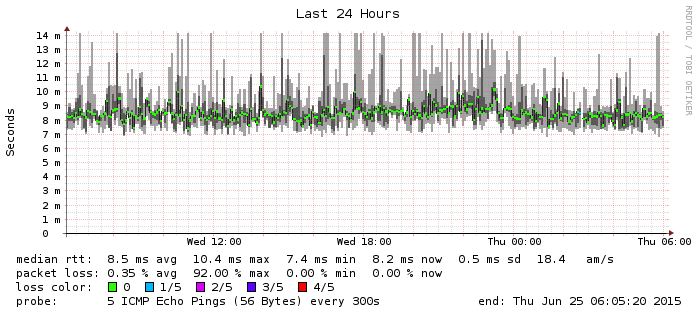 Last 24 Hours
RRDTOOL / TOBI OETIKER
Seconds
14 m
13 m
12 m
11 m
10 m
9 m
8 m
7 m
6 m
5 m
4 m
3 m
2 m
1 m
0
Wed 12:00 Wed 18:00 Thu 00:00 Thu 06:00
median rtt: 8.5 ms avg 10.4 ms max 7.4 ms min 8.2 ms now 0.5 ms sd 18.4 am/s
packet loss: 0.35 % avg 92.00 % max 0.00 % min 0.00 % now
loss color: 0 1/5 2/5 3/5 4/5
probe: 5 ICMP Echo Pings (56 Bytes) every 300s end: Thu Jun 25 06:05:20 2015